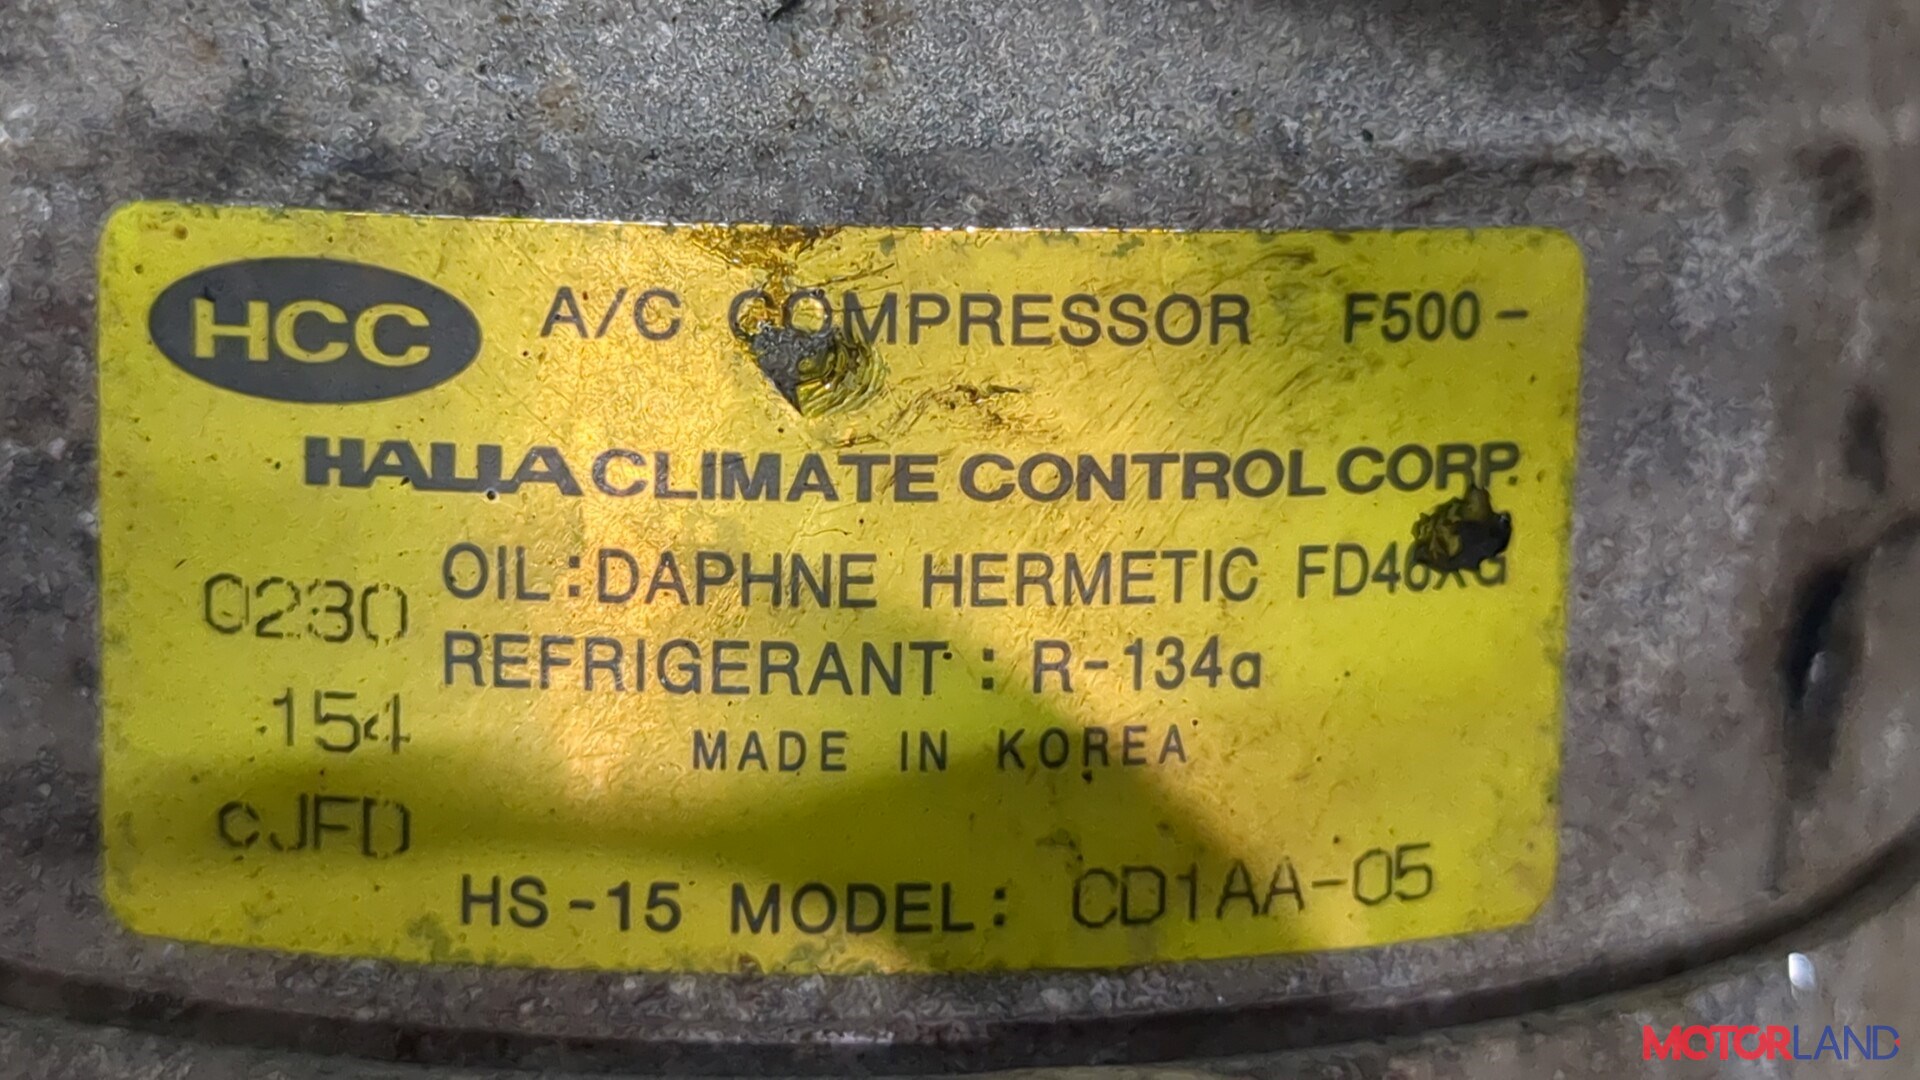 HCC A/C COMPRESSOR F500-
HALLA CLIMATE CONTROL CORP.
OIL:DAPHNE HERMETIC FD46XG
0230
REFRIGERANT : R-134a
154
MADE IN KOREA
CJFD
HS-15 MODEL: CD1AA-05
MOTORLAND